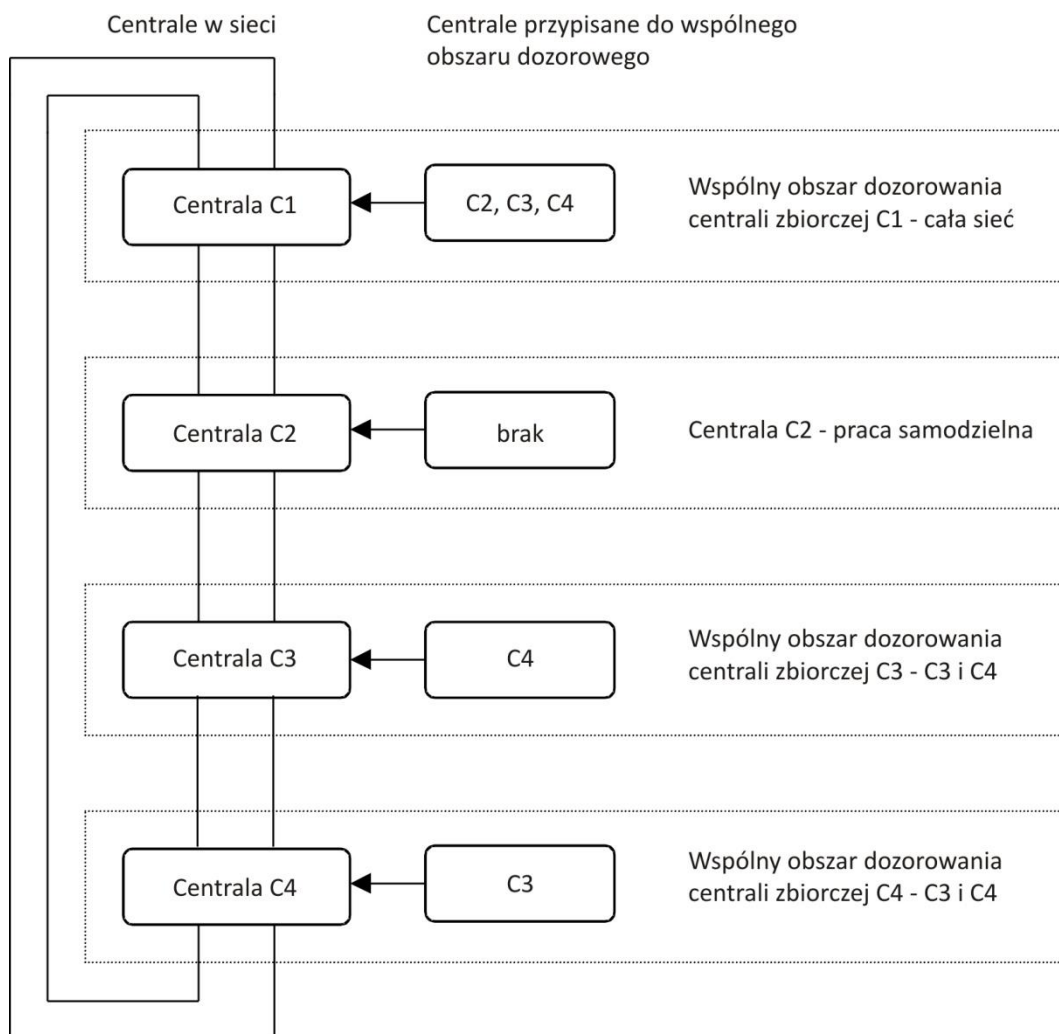 Centrale w sieci
Centrale przypisane do wspólnego
obszaru dozorowego
Centrala C1
C2, C3, C4
Wspólny obszar dozorowania
centrali zbiorczej C1 - cała sieć
Centrala C2
brak
Centrala C2 - praca samodzielna
Centrala C3
C4
Wspólny obszar dozorowania
centrali zbiorczej C3 - C3 i C4
Centrala C4
C3
Wspólny obszar dozorowania
centrali zbiorczej C4 - C3 i C4